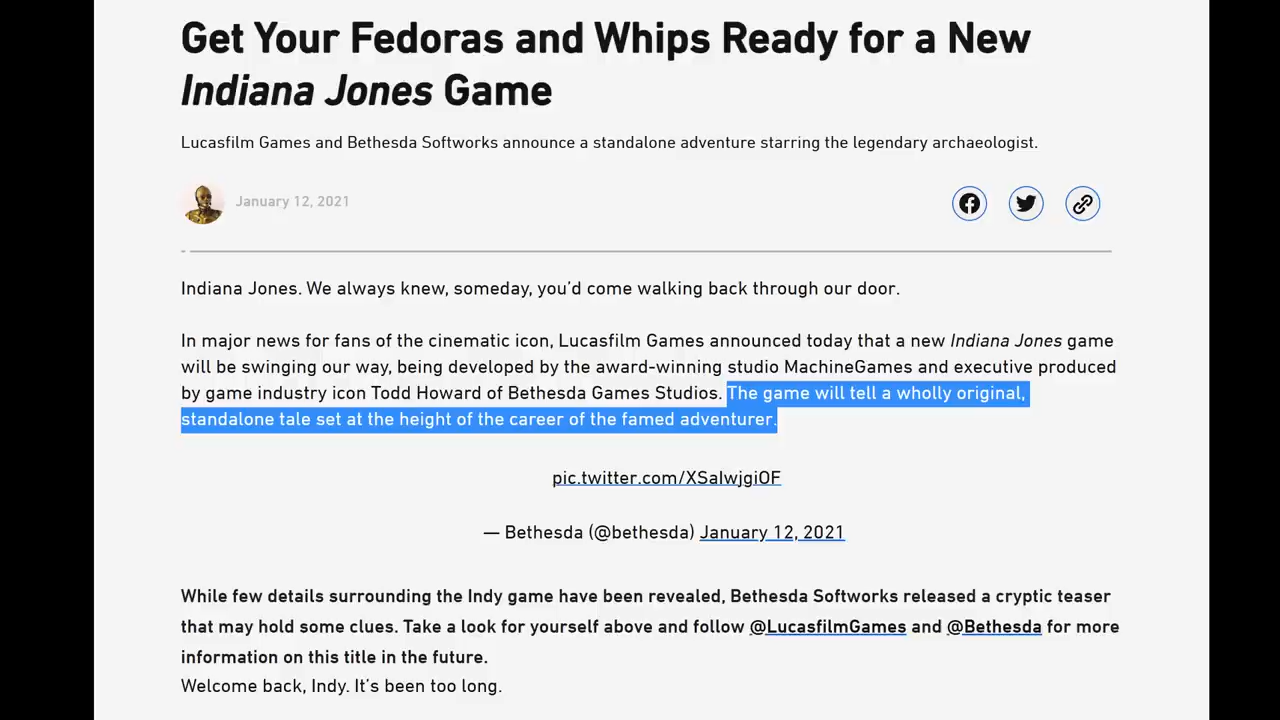 Get Your Fedoras and Whips Ready for a New
Indiana Jones Game
Lucasfilm Games and Bethesda Softworks announce a standalone adventure starring the legendary archaeologist.
January 12, 2021
Indiana Jones. We always knew, someday, you’d come walking back through our door.
In major news for fans of the cinematic icon, Lucasfilm Games announced today that a new Indiana Jones game
will be swinging our way, being developed by the award-winning studio MachineGames and executive produced
by game industry icon Todd Howard of Bethesda Games Studios. The game will tell a wholly original,
standalone tale set at the height of the career of the famed adventurer.
pic.twitter.com/XSaIwjgiOF
— Bethesda (@bethesda) January 12, 2021
While few details surrounding the Indy game have been revealed, Bethesda Softworks released a cryptic teaser
that may hold some clues. Take a look for yourself above and follow @LucasfilmGames and @Bethesda for more
information on this title in the future.
Welcome back, Indy. It’s been too long.